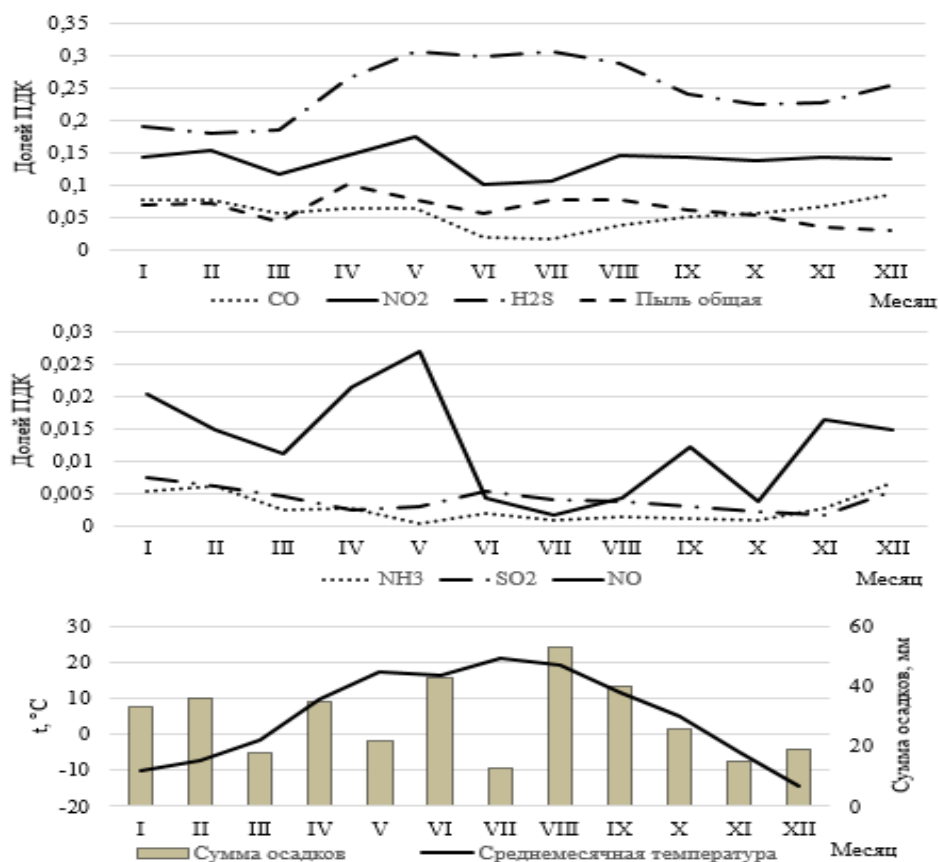 0,35
0,3
0,25
0,2
0,15
0,1
0,05
0
Долей ПДК
I II III IV V VI VII VIII IX X XI XII
CO NO2 H2S Пыль общая Месяц
0,03
0,025
0,02
0,015
0,01
0,005
0
Долей ПДК
I II III IV V VI VII VIII IX X XI XII
NH3 SO2 NO Месяц
30
20
10
0
-10
-20
t, °C
60
40
20
0
Сумма осадков, мм
I II III IV V VI VII VIII IX X XI XII
Сумма осадков Среднемесячная температура Месяц